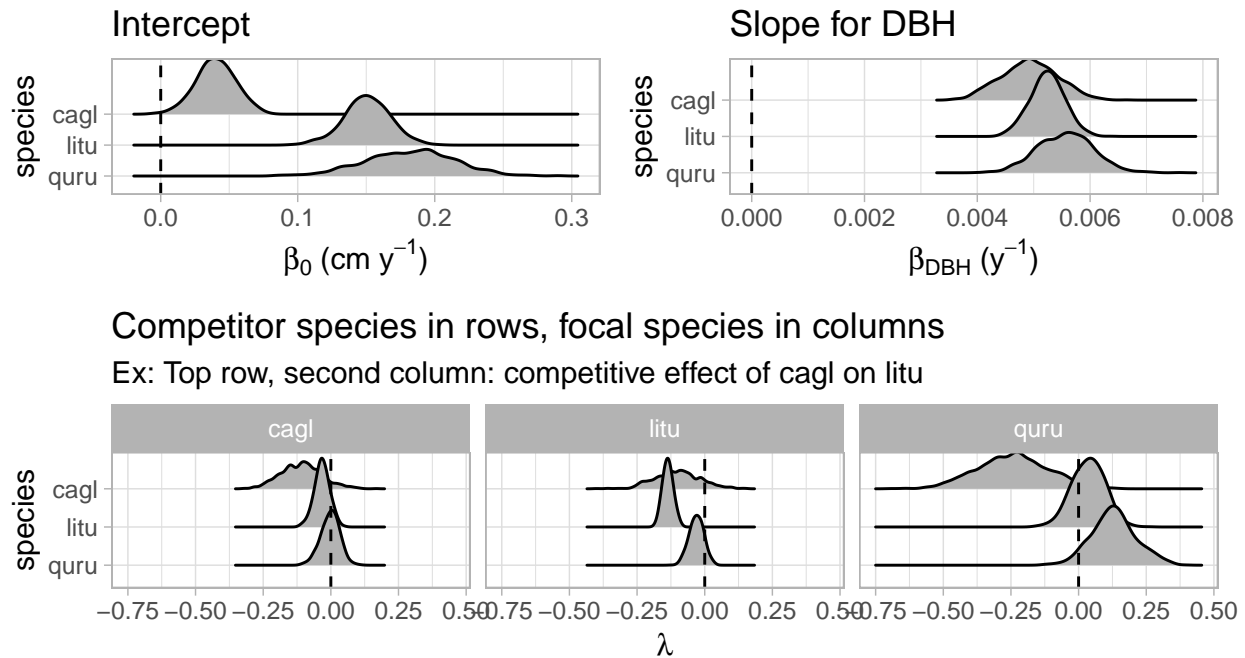 Intercept
species
cagl
litu
quru
0.0 0.1 0.2 0.3
β0 (cm y−1)
Slope for DBH
species
cagl
litu
quru
0.000 0.002 0.004 0.006 0.008
βDBH (y−1)
Competitor species in rows, focal species in columns
Ex: Top row, second column: competitive effect of cagl on litu
cagl litu quru
species
cagl
litu
quru
−0.75 −0.50 −0.25 0.00 0.25 0.50 −0.75 −0.50 −0.25 0.00 0.25 0.50 −0.75 −0.50 −0.25 0.00 0.25 0.50
λ